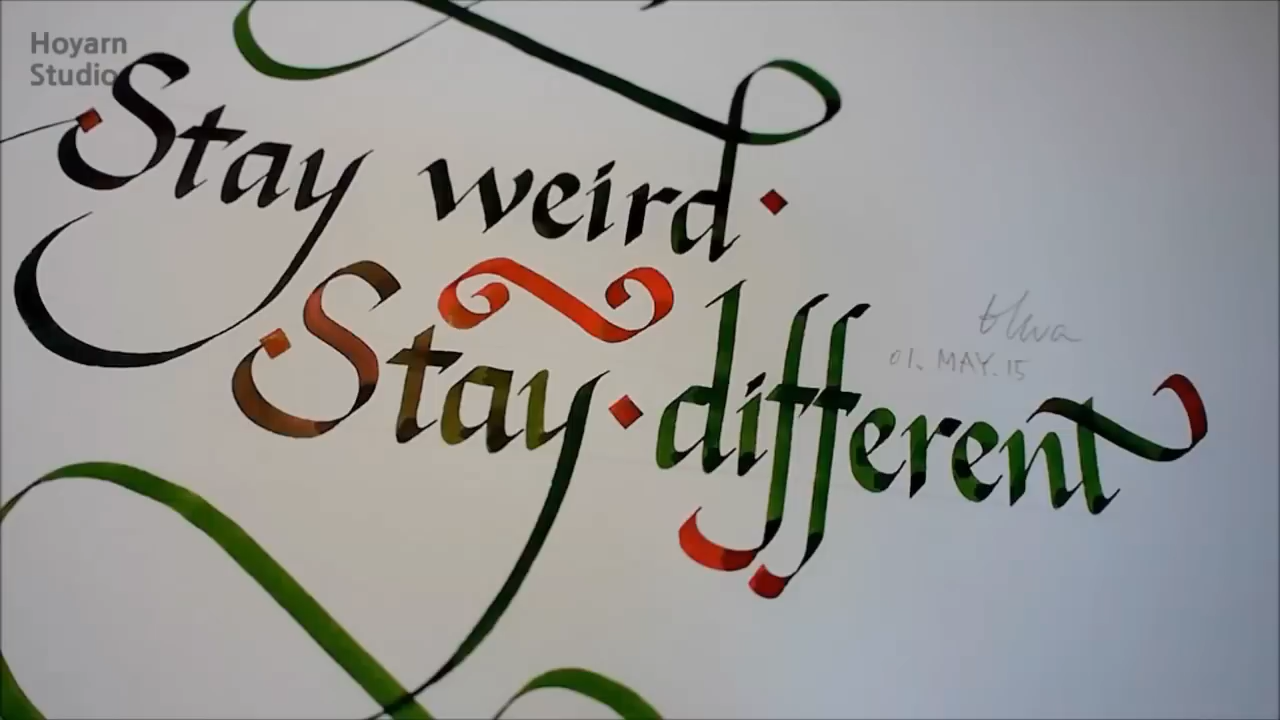 Hoyarn
Studio
Stay weird
Stay different
01. MAY. 15